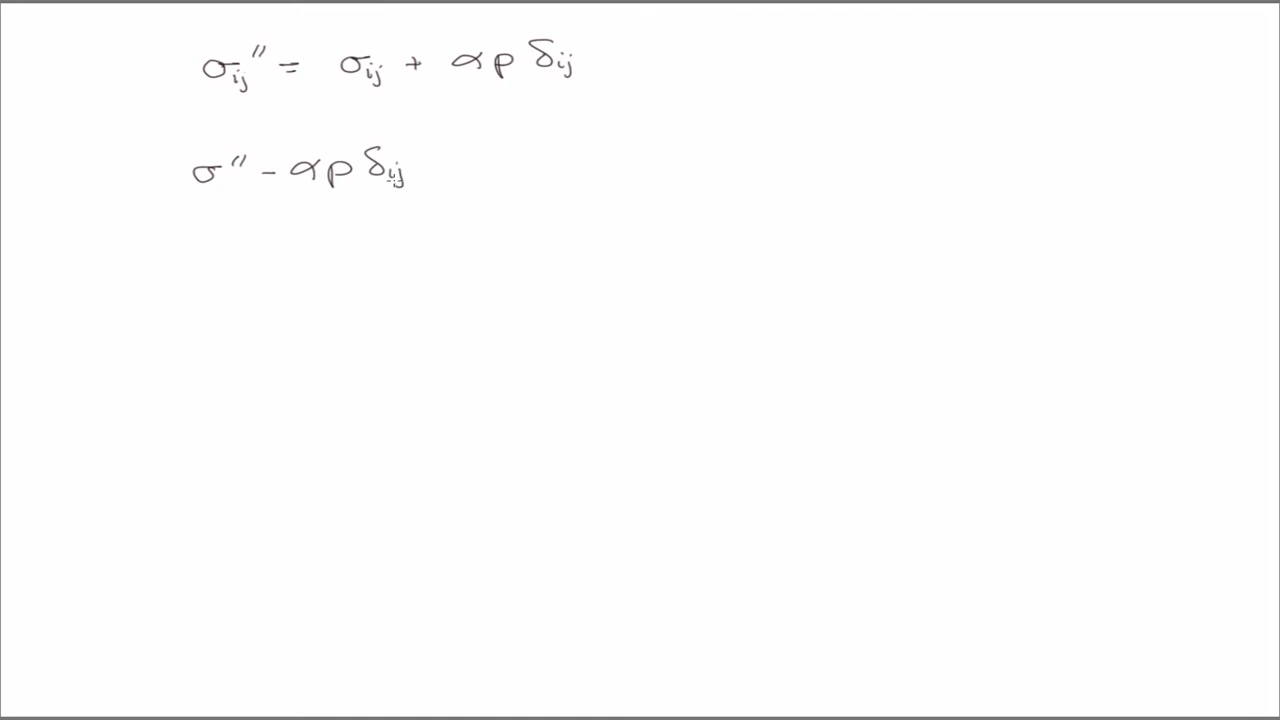 σᵢⱼ″ = σᵢⱼ + αp δᵢⱼ
σ″ - αp δᵢⱼ